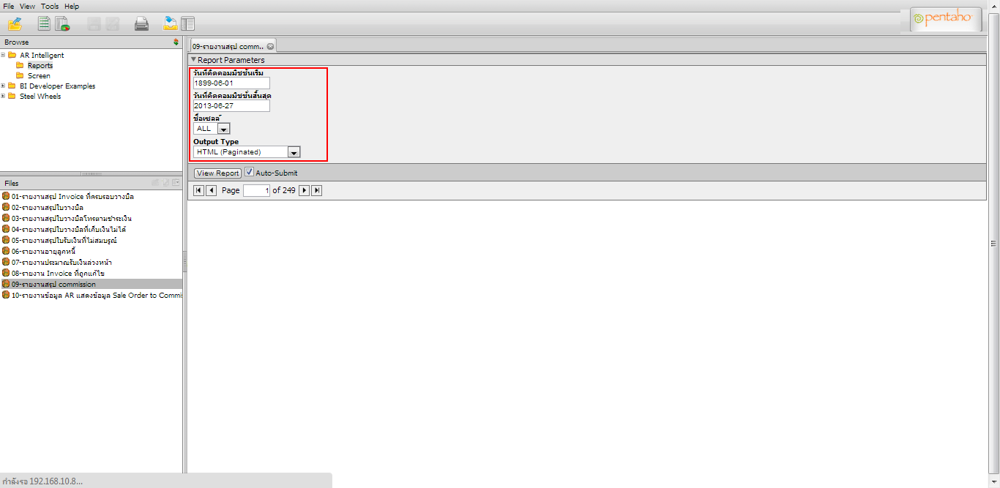 File View Tools Help
pentaho
Browse
AR Intelligent
Reports
Screen
BI Developer Examples
Steel Wheels
Files
01-รายงานสรุป Invoice ที่ครบรอบวางบิล
02-รายงานสรุปใบวางบิล
03-รายงานสรุปใบวางบิลโทรตามชำระเงิน
04-รายงานสรุปใบวางบิลที่เก็บเงินไม่ได้
05-รายงานสรุปใบรับเงินที่ไม่สมบรูณ์
06-รายงานอายุลูกหนี้
07-รายงานประมาณรับเงินล่วงหน้า
08-รายงาน Invoice ที่ถูกแก้ไข
09-รายงานสรุป commission
10-รายงานข้อมูล AR แสดงข้อมูล Sale Order to Commis
09-รายงานสรุป comm..
Report Parameters
วันที่คิดคอมมิชชั่นเริ่ม
1899-06-01
วันที่คิดคอมมิชชั่นสิ้นสุด
2013-06-27
ชื่อเซลล์
ALL
Output Type
HTML (Paginated)
View Report Auto-Submit
Page 1 of 249
กำลังรอ 192.168.10.8...